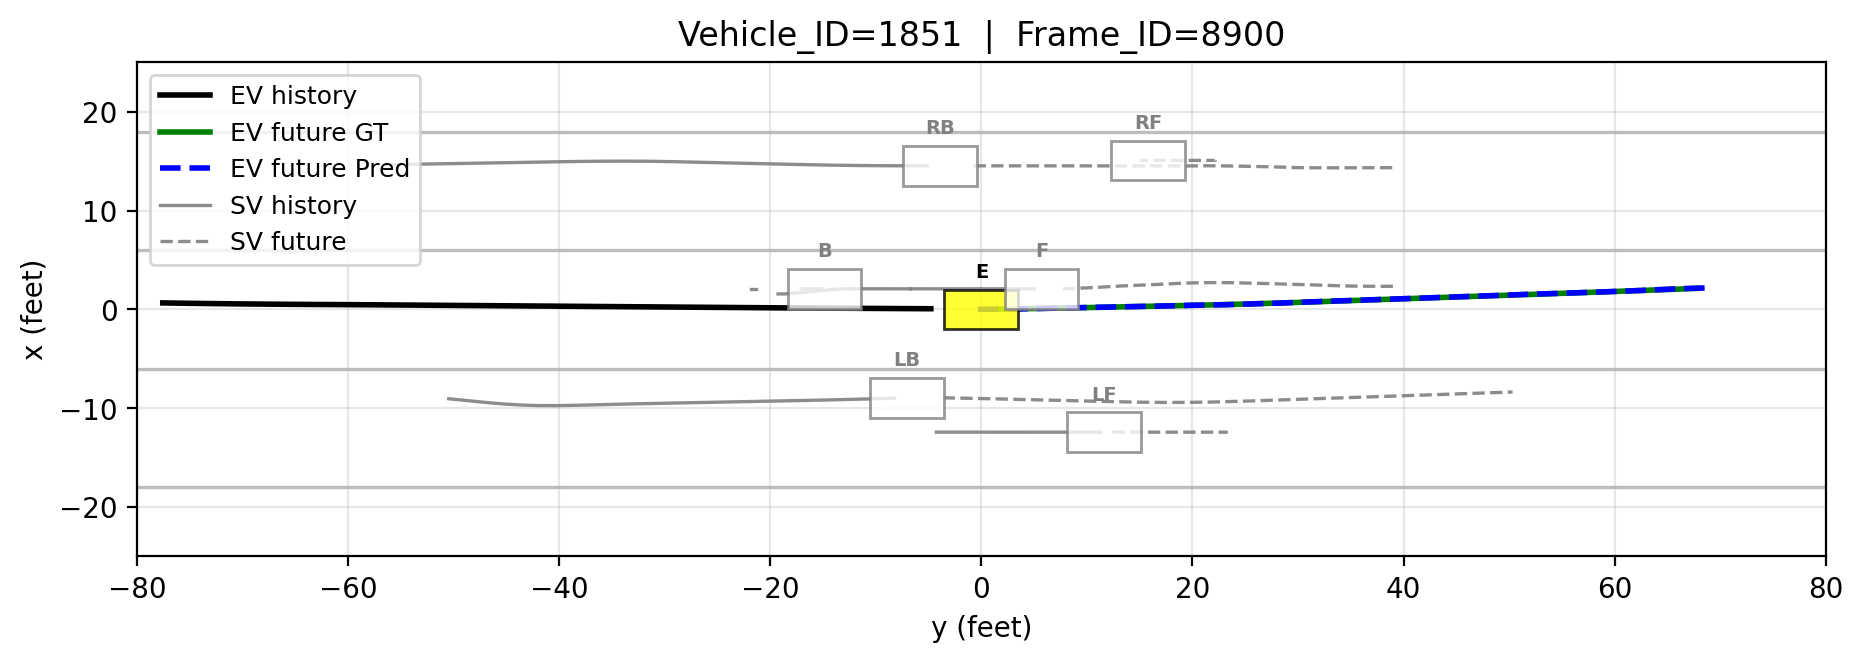 Vehicle_ID=1851 | Frame_ID=8900
EV history
EV future GT
EV future Pred
SV history
SV future
RB
RF
B
F
E
LB
LF
20
10
0
−10
−20
x (feet)
−80
−60
−40
−20
0
20
40
60
80
y (feet)